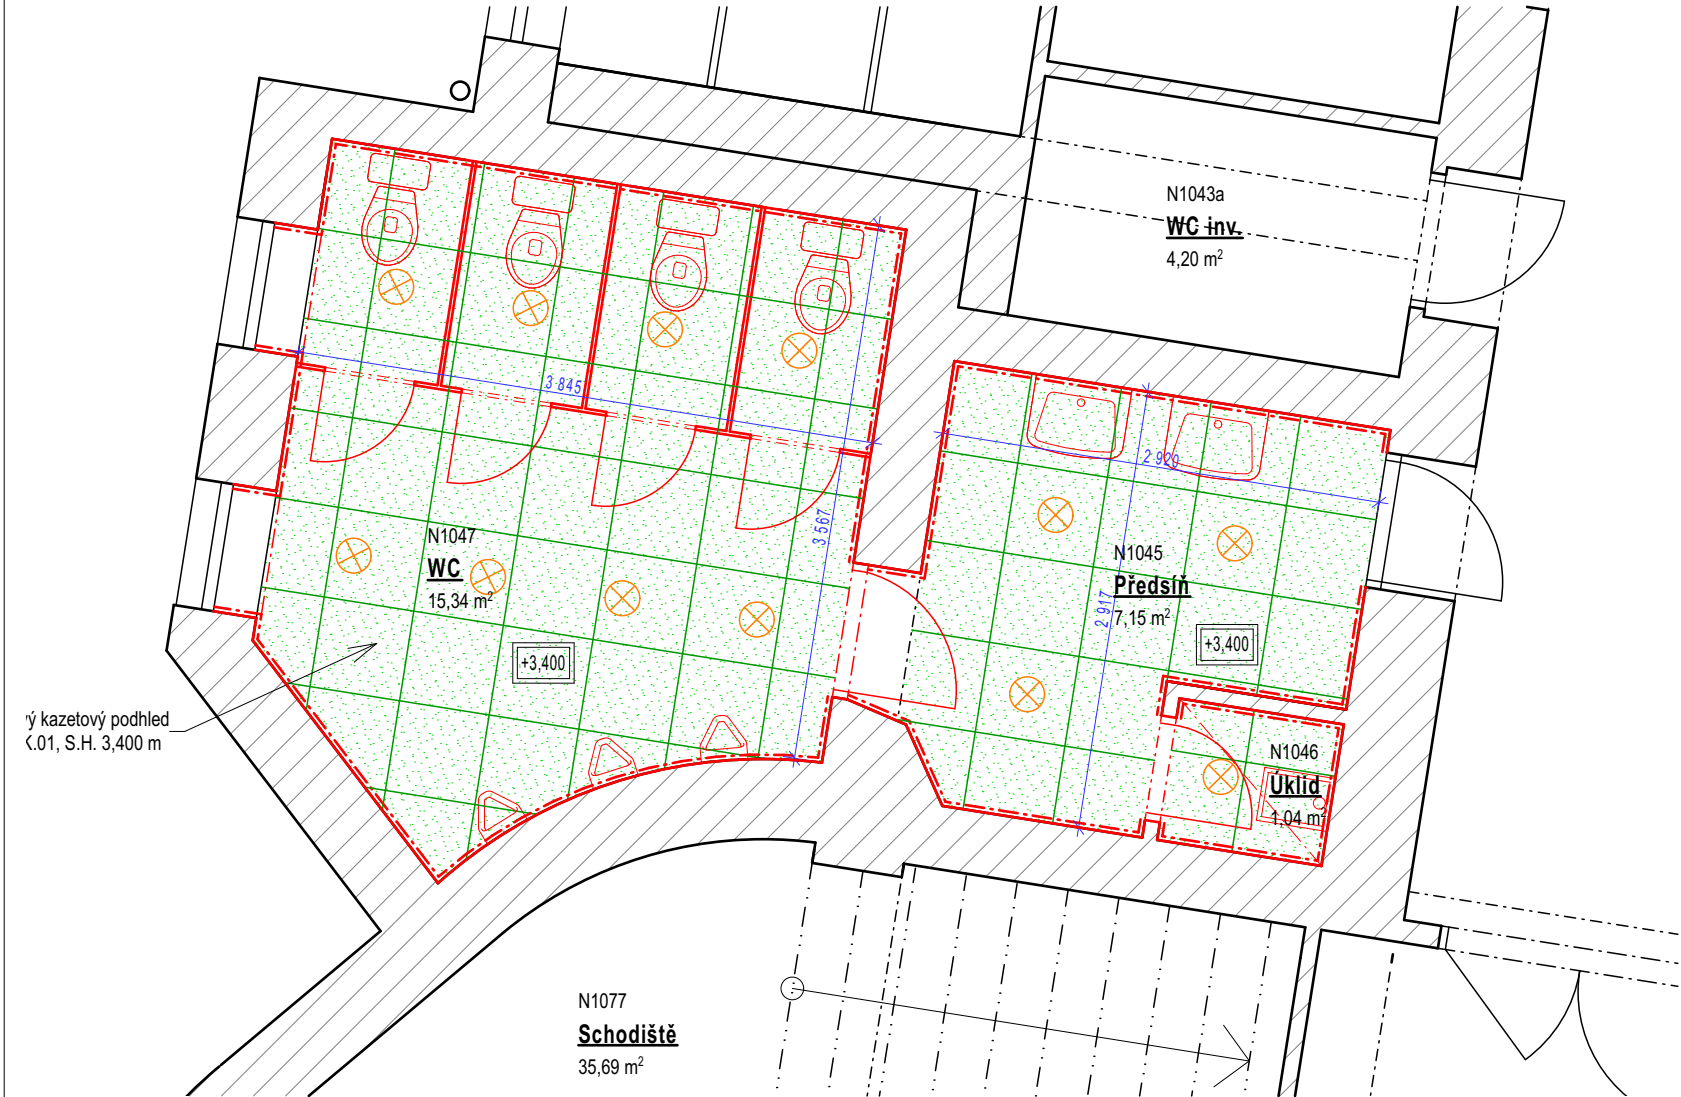 N1043a
WC inv.
4,20 m²
3 845
2 920
3 567
2 917
N1047
WC
15,34 m²
+3,400
N1045
Předsíň
7,15 m²
+3,400
ý kazetový podhled
.01, S.H. 3,400 m
N1046
Úklid
1,04 m²
N1077
Schodiště
35,69 m²